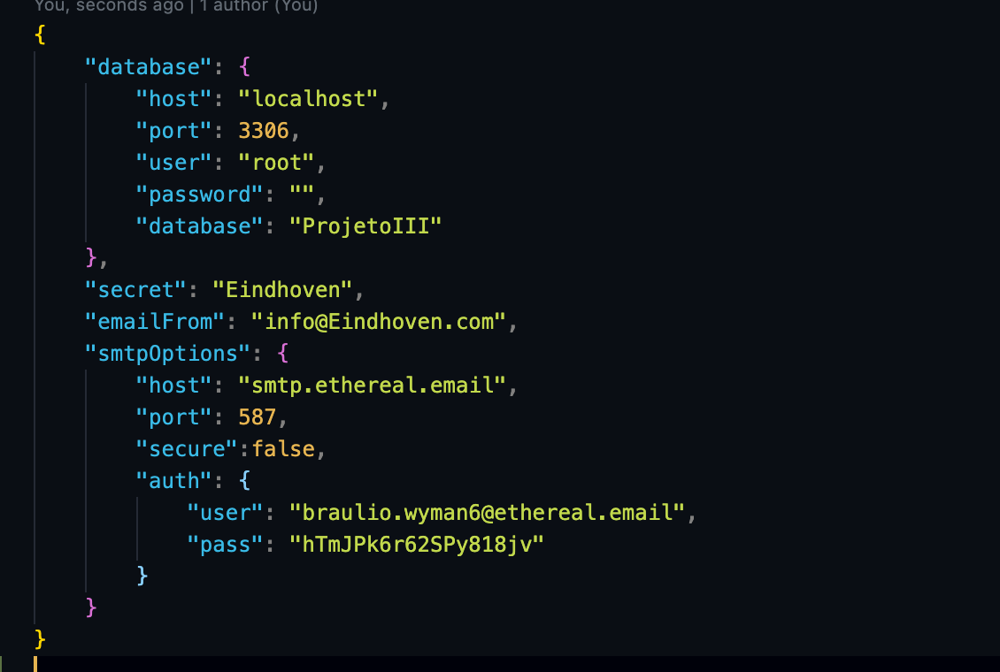 You, seconds ago | 1 author (You)
{
    "database": {
        "host": "localhost",
        "port": 3306,
        "user": "root",
        "password": "",
        "database": "ProjetoIII"
    },
    "secret": "Eindhoven",
    "emailFrom": "info@Eindhoven.com",
    "smtpOptions": {
        "host": "smtp.ethereal.email",
        "port": 587,
        "secure":false,
        "auth": {
            "user": "braulio.wyman6@ethereal.email",
            "pass": "hTmJPk6r62SPy818jv"
        }
    }
}